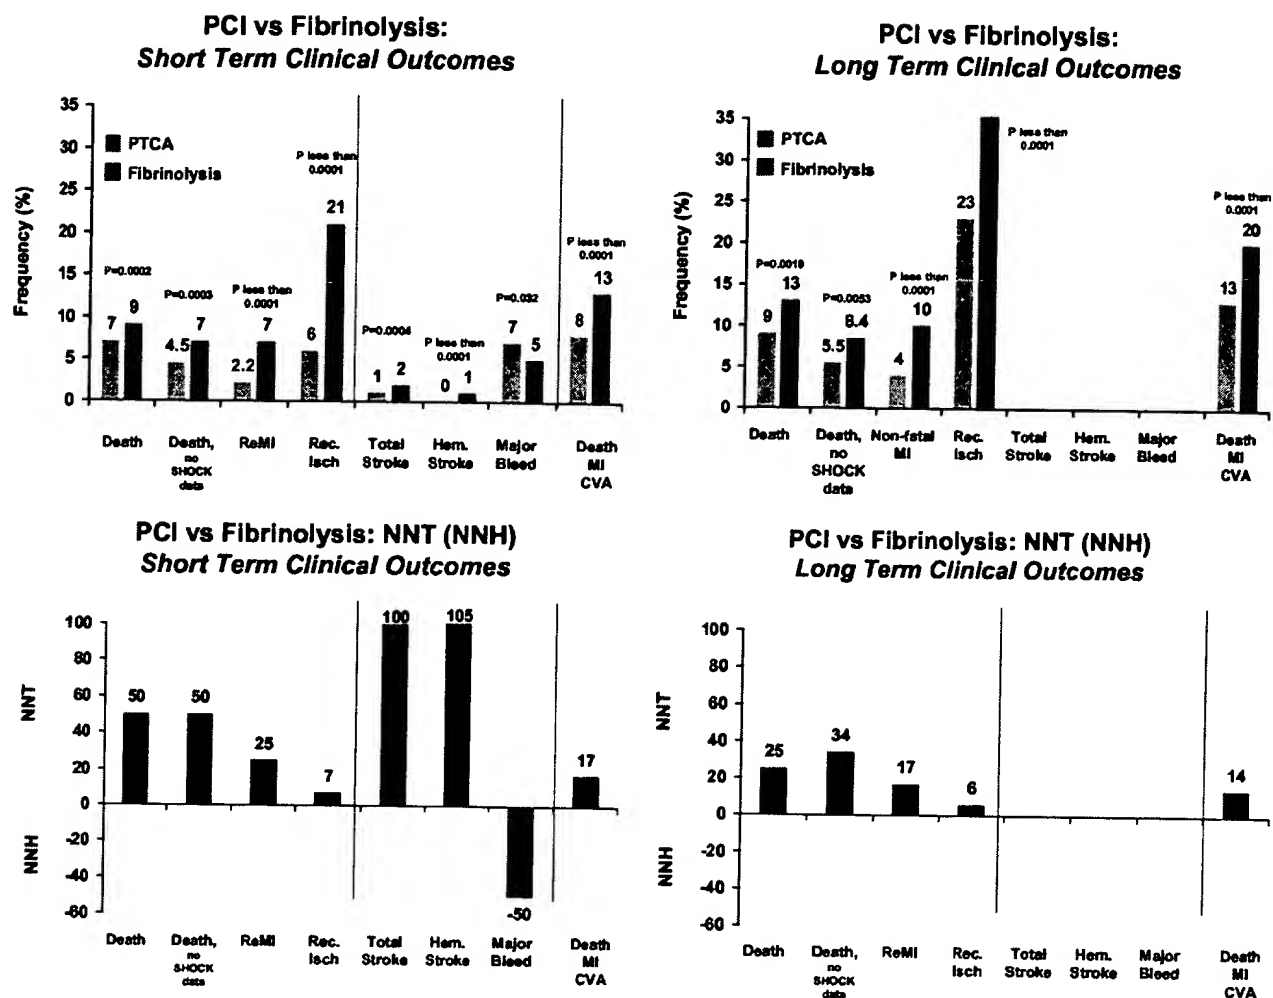 PCI vs Fibrinolysis:
Short Term Clinical Outcomes
35
30
25
20
15
10
5
0
Frequency (%)
PTCA
Fibrinolysis
P=0.0002
7
9
P=0.0003
4.5
7
P less than
0.0001
2.2
7
P less than
0.0001
6
21
P=0.0004
1
2
P less than
0.0001
0
1
P=0.032
7
5
P less than
0.0001
8
13
Death
Death,
no
SHOCK
data
ReMI
Rec.
Isch
Total
Stroke
Hem.
Stroke
Major
Bleed
Death
MI
CVA
PCI vs Fibrinolysis:
Long Term Clinical Outcomes
35
30
25
20
15
10
5
0
Frequency (%)
PTCA
Fibrinolysis
P=0.0019
9
13
P=0.0053
5.5
8.4
P less than
0.0001
4
10
23
P less than
0.0001
P less than
0.0001
13
20
Death
Death,
no
SHOCK
data
Non-fatal
MI
Rec.
Isch
Total
Stroke
Hem.
Stroke
Major
Bleed
Death
MI
CVA
PCI vs Fibrinolysis: NNT (NNH)
Short Term Clinical Outcomes
100
80
60
40
20
0
-20
-40
-60
NNT
NNH
50
50
25
7
100
105
-50
17
Death
Death,
no
SHOCK
data
ReMI
Rec.
Isch
Total
Stroke
Hem.
Stroke
Major
Bleed
Death
MI
CVA
PCI vs Fibrinolysis: NNT (NNH)
Long Term Clinical Outcomes
100
80
60
40
20
0
-20
-40
-60
NNT
NNH
25
34
17
6
14
Death
Death,
no
SHOCK
data
ReMI
Rec.
Isch
Total
Stroke
Hem.
Stroke
Major
Bleed
Death
MI
CVA